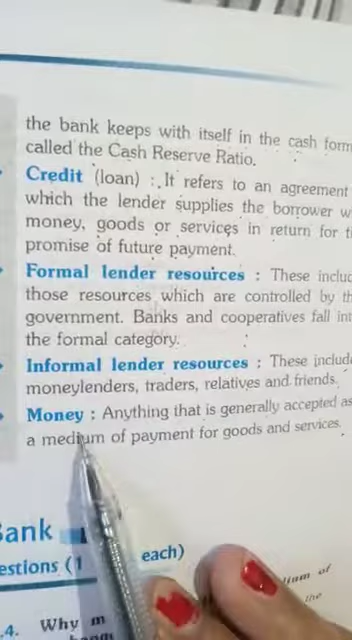 the bank keeps with itself in the cash form
called the Cash Reserve Ratio.
Credit (loan) : It refers to an agreement
which the lender supplies the borrower w
money, goods or services in return for t
promise of future payment.
Formal lender resources : These includ
those resources which are controlled by th
government. Banks and cooperatives fall int
the formal category.
Informal lender resources : These include
moneylenders, traders, relatives and friends.
Money : Anything that is generally accepted as
a medium of payment for goods and services.
Bank
estions (1 each)
of
the
4. Why m